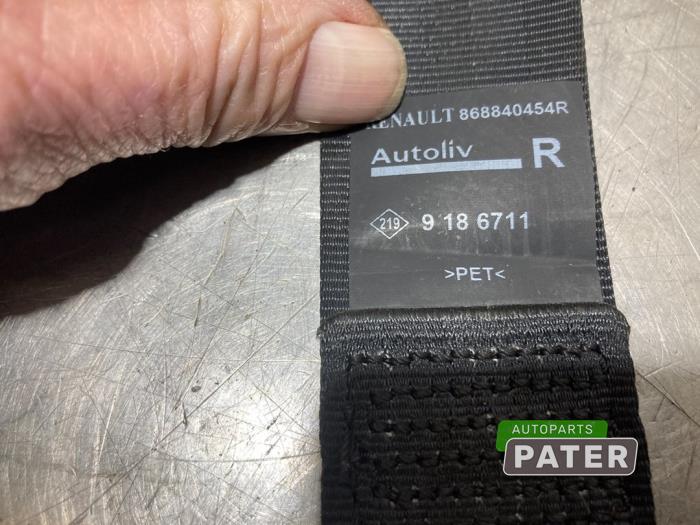 RENAULT 868840454R
Autoliv R
219 9 18 6711
>PET<
AUTOPARTS
PATER